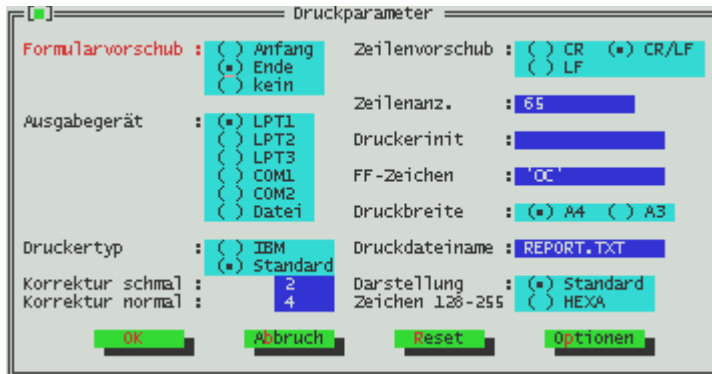 [■] Druckparameter
Formularvorschub : ( ) Anfang
(•) Ende
( ) kein
Zeilenvorschub : ( ) CR (•) CR/LF
( ) LF
Ausgabegerät : (•) LPT1
( ) LPT2
( ) LPT3
( ) COM1
( ) COM2
( ) Datei
Zeilenanz. : 65
Druckerinit :
FF-Zeichen : 'OC'
Druckbreite : (•) A4 ( ) A3
Druckertyp : ( ) IBM
(•) Standard
Druckdateiname : REPORT.TXT
Korrektur schmal : 2
Korrektur normal : 4
Darstellung : (•) Standard
Zeichen 128-255 ( ) HEXA
OK Abbruch Reset Optionen